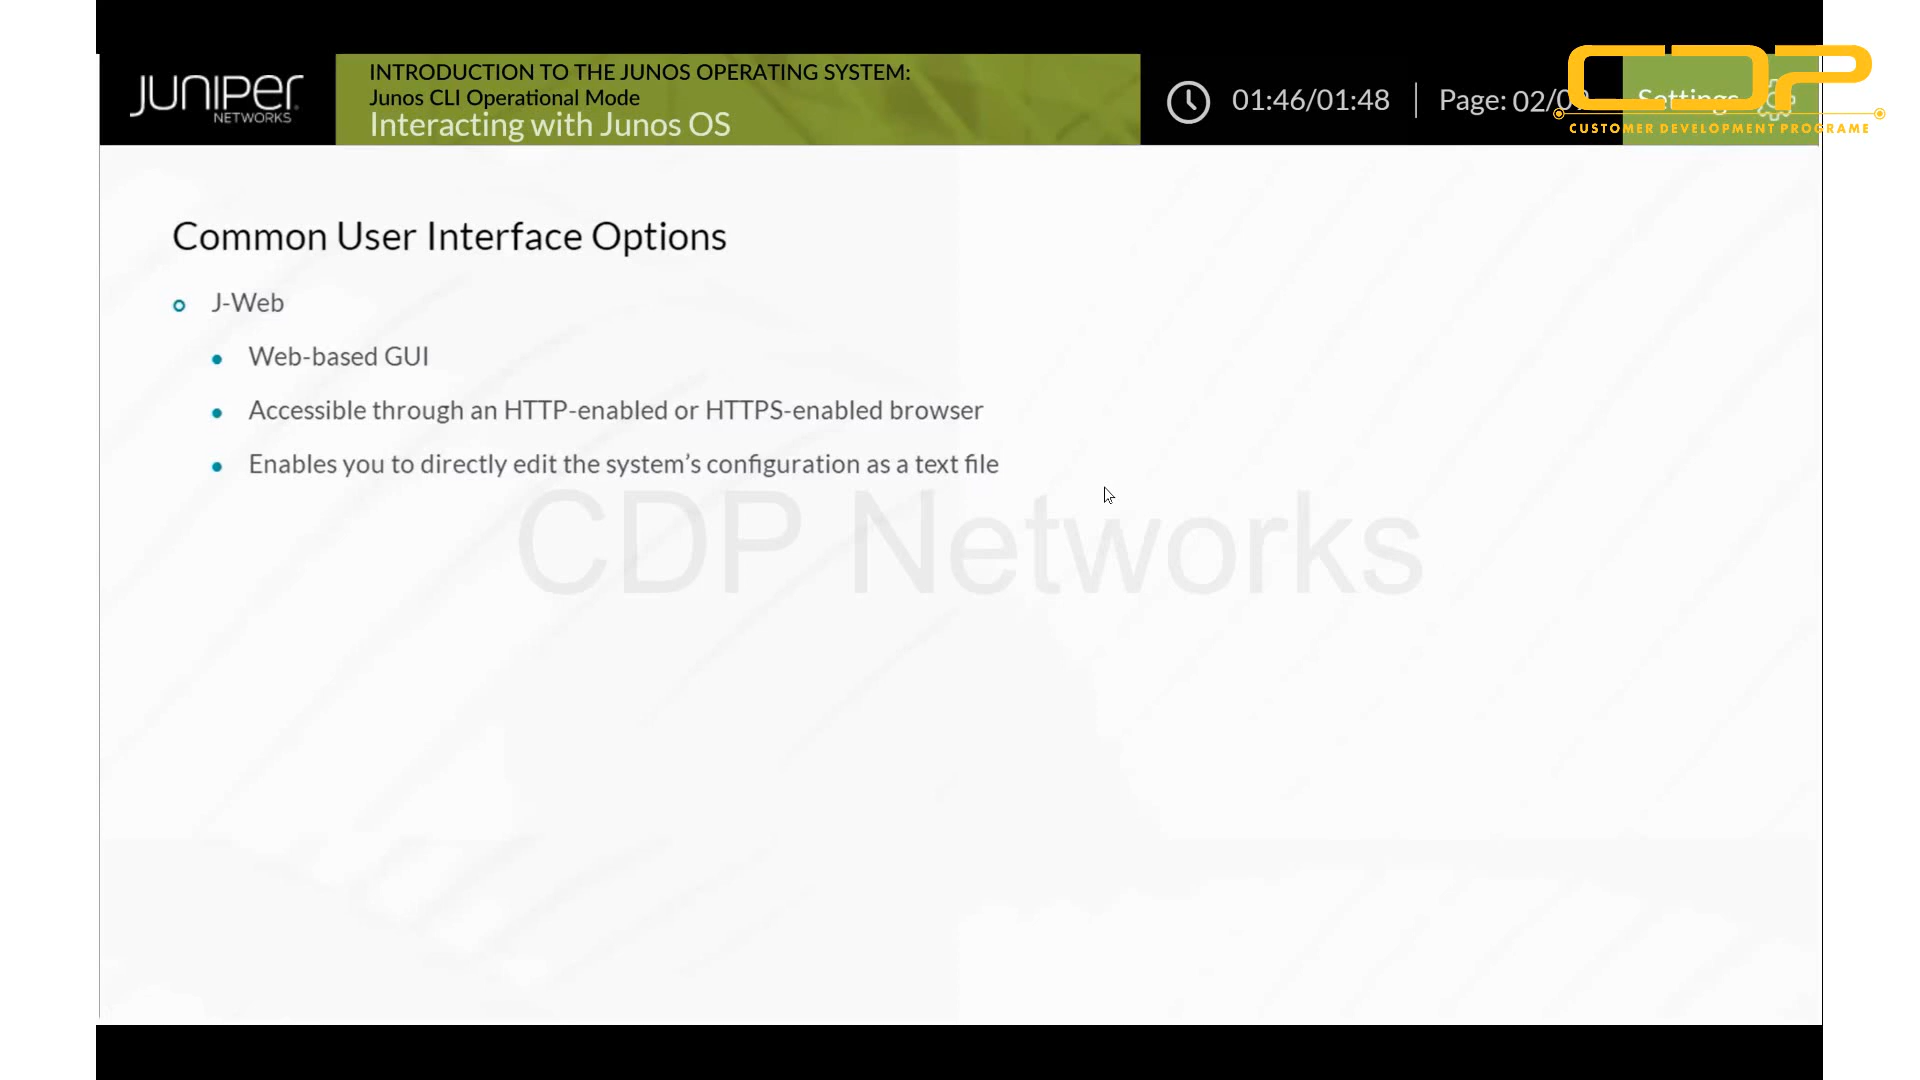 JUNIPER
NETWORKS
INTRODUCTION TO THE JUNOS OPERATING SYSTEM:
Junos CLI Operational Mode
Interacting with Junos OS
01:46/01:48
Page: 02/0
Settings
CDP
CUSTOMER DEVELOPMENT PROGRAME
Common User Interface Options
J-Web
Web-based GUI
Accessible through an HTTP-enabled or HTTPS-enabled browser
Enables you to directly edit the system’s configuration as a text file
CDP Networks